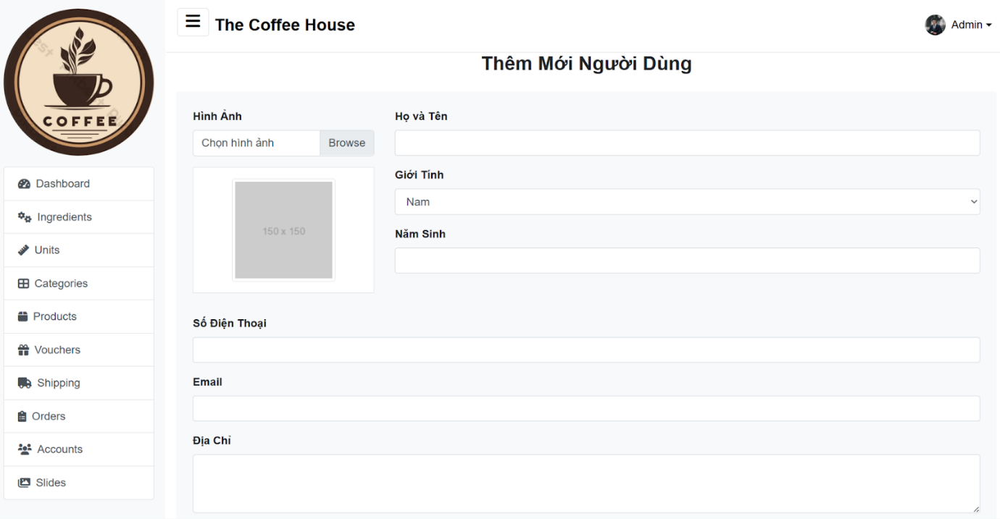 COFFEE
Dashboard
Ingredients
Units
Categories
Products
Vouchers
Shipping
Orders
Accounts
Slides
The Coffee House
Admin
Thêm Mới Người Dùng
Hình Ảnh
Chọn hình ảnh Browse
150 x 150
Họ và Tên
Giới Tính
Nam
Năm Sinh
Số Điện Thoại
Email
Địa Chỉ